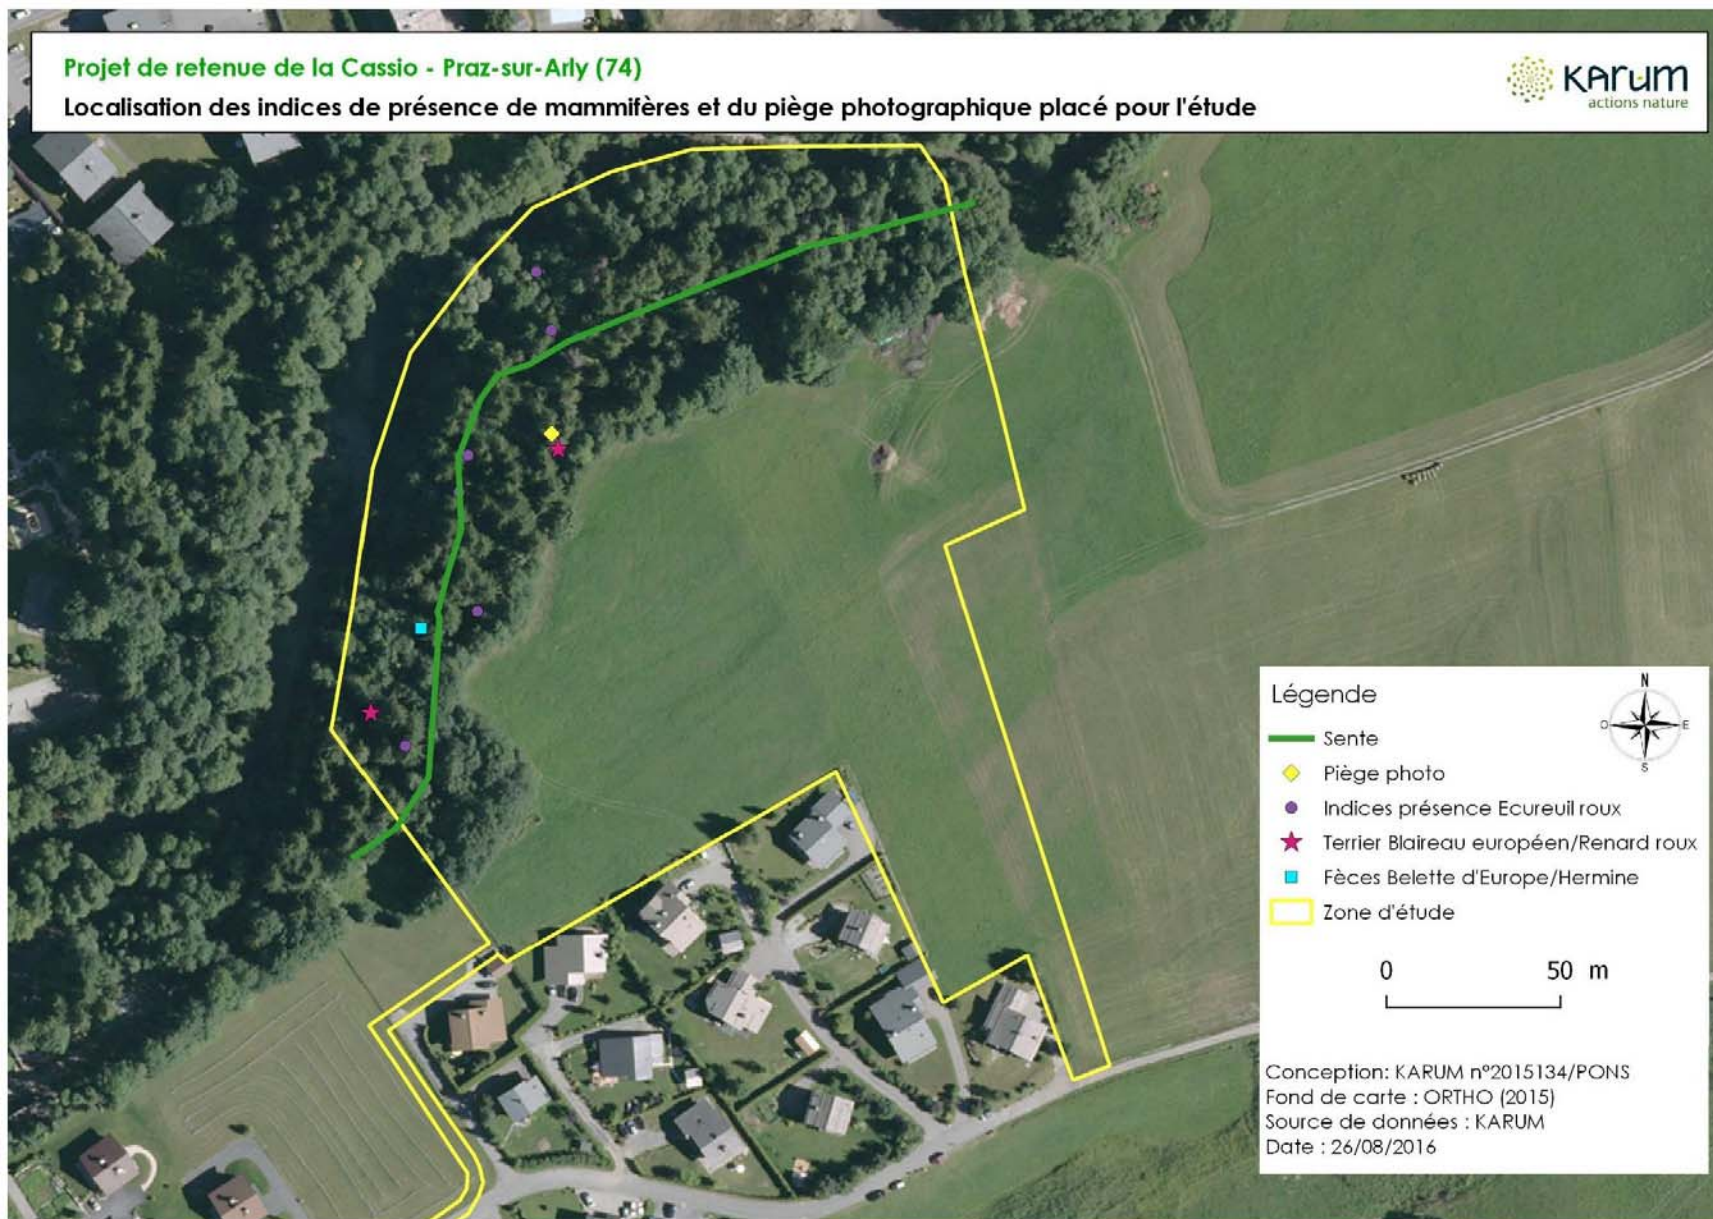 Projet de retenue de la Cassio - Praz-sur-Arly (74)
Localisation des indices de présence de mammifères et du piège photographique placé pour l'étude
KARUM
actions nature
Légende
N
O
E
S
Sente
Piège photo
Indices présence Ecureuil roux
Terrier Blaireau européen/Renard roux
Fèces Belette d'Europe/Hermine
Zone d'étude
0 50 m
Conception: KARUM n°2015134/PONS
Fond de carte : ORTHO (2015)
Source de données : KARUM
Date : 26/08/2016